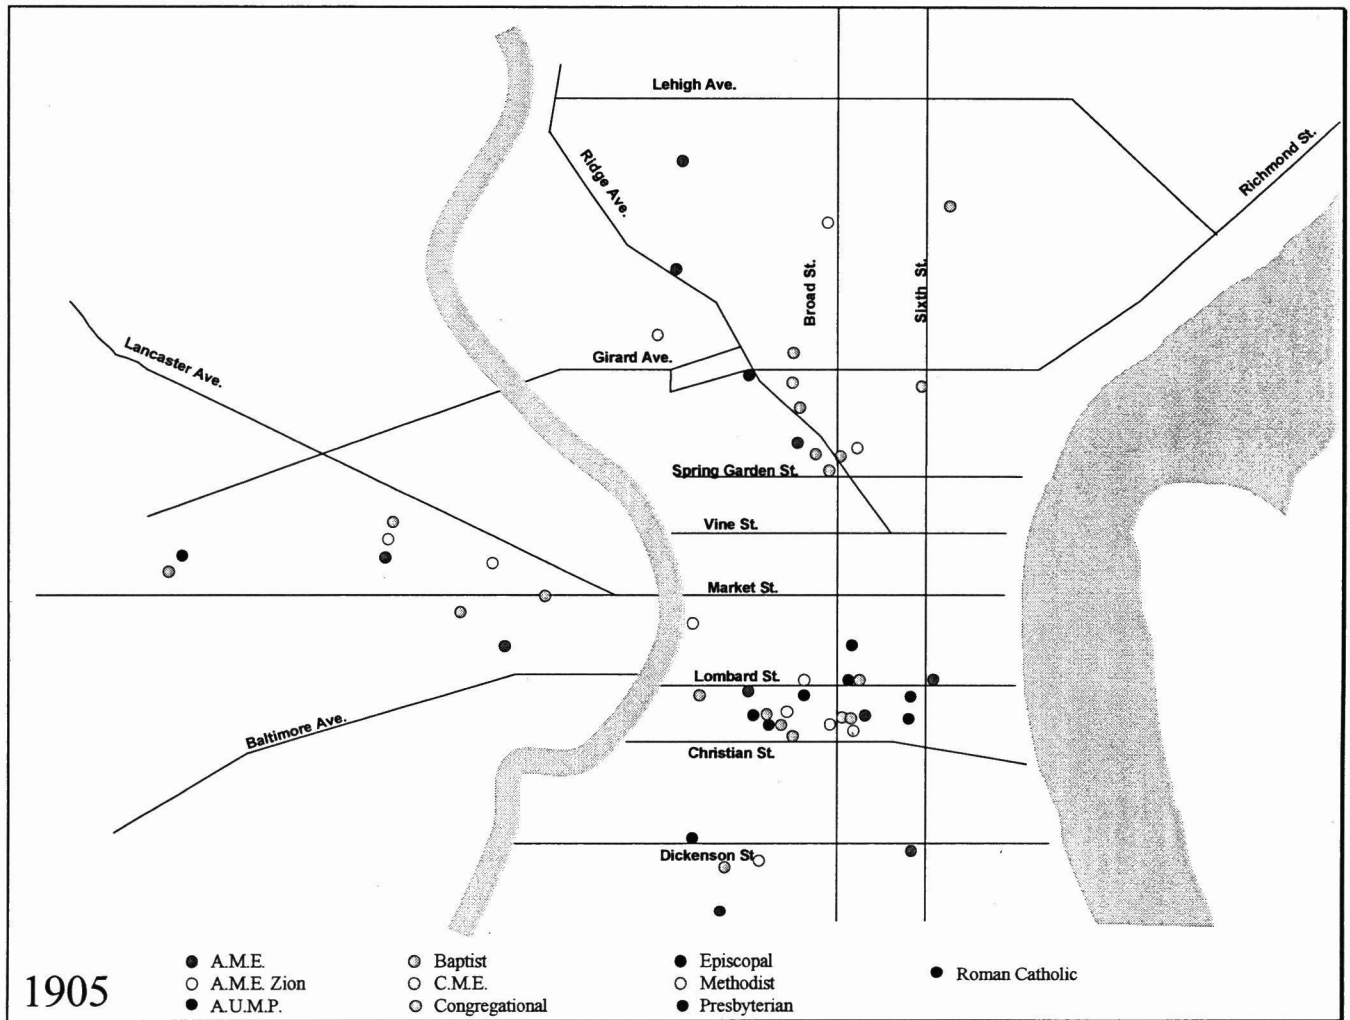 Lehigh Ave.
Richmond St.
Ridge Ave.
Broad St.
Sixth St.
Lancaster Ave.
Girard Ave.
Spring Garden St.
Vine St.
Market St.
Lombard St.
Baltimore Ave.
Christian St.
Dickenson St
1905
A.M.E.
A.M.E. Zion
A.U.M.P.
Baptist
C.M.E.
Congregational
Episcopal
Methodist
Presbyterian
Roman Catholic